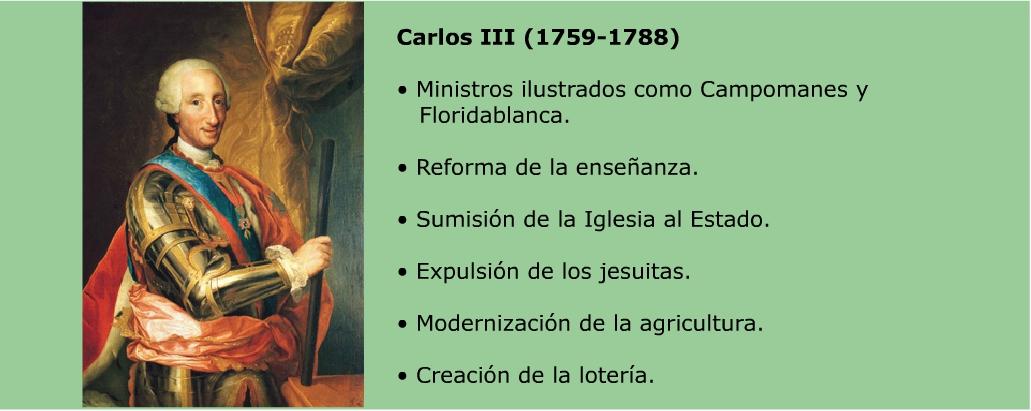 Carlos III (1759-1788)
• Ministros ilustrados como Campomanes y
Floridablanca.
• Reforma de la enseñanza.
• Sumisión de la Iglesia al Estado.
• Expulsión de los jesuitas.
• Modernización de la agricultura.
• Creación de la lotería.